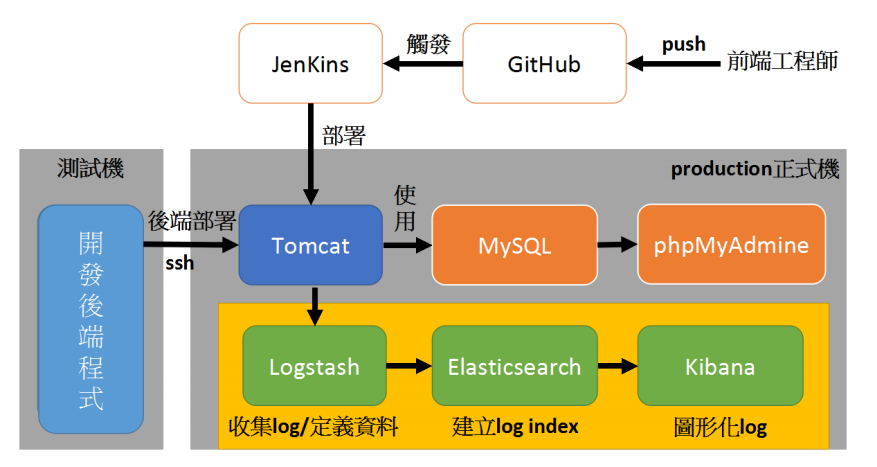 JenKins
觸發
GitHub
push
前端工程師
部署
測試機
production正式機
開發後端程式
後端部署
ssh
Tomcat
使用
MySQL
phpMyAdmine
Logstash
Elasticsearch
Kibana
收集log/定義資料
建立log index
圖形化log